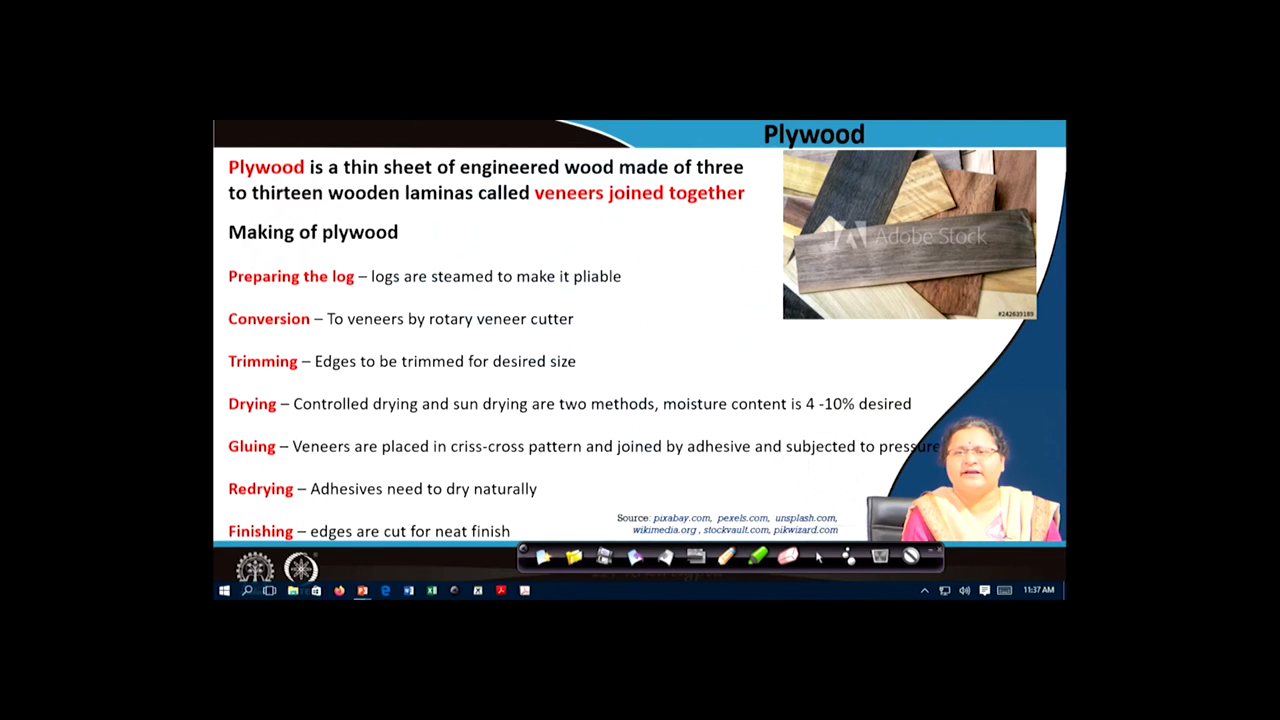 Plywood
Plywood is a thin sheet of engineered wood made of three
to thirteen wooden laminas called veneers joined together
Making of plywood
Preparing the log – logs are steamed to make it pliable
Conversion – To veneers by rotary veneer cutter
Trimming – Edges to be trimmed for desired size
Drying – Controlled drying and sun drying are two methods, moisture content is 4 -10% desired
Gluing – Veneers are placed in criss-cross pattern and joined by adhesive and subjected to pressure
Redrying – Adhesives need to dry naturally
Finishing – edges are cut for neat finish
Adobe Stock
#242639189
Source: pixabay.com, pexels.com, unsplash.com,
wikimedia.org , stockvault.com, pikwizard.com
11:37 AM